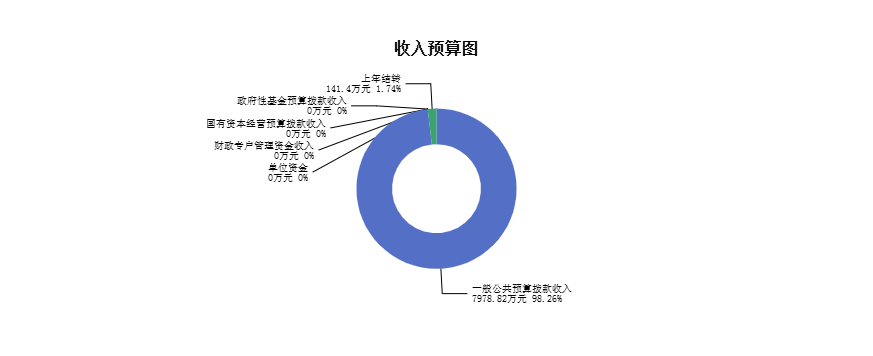 收入预算图
上年结转
141.4万元 1.74%
政府性基金预算拨款收入
0万元 0%
国有资本经营预算拨款收入
0万元 0%
财政专户管理资金收入
0万元 0%
单位资金
0万元 0%
一般公共预算拨款收入
7978.82万元 98.26%